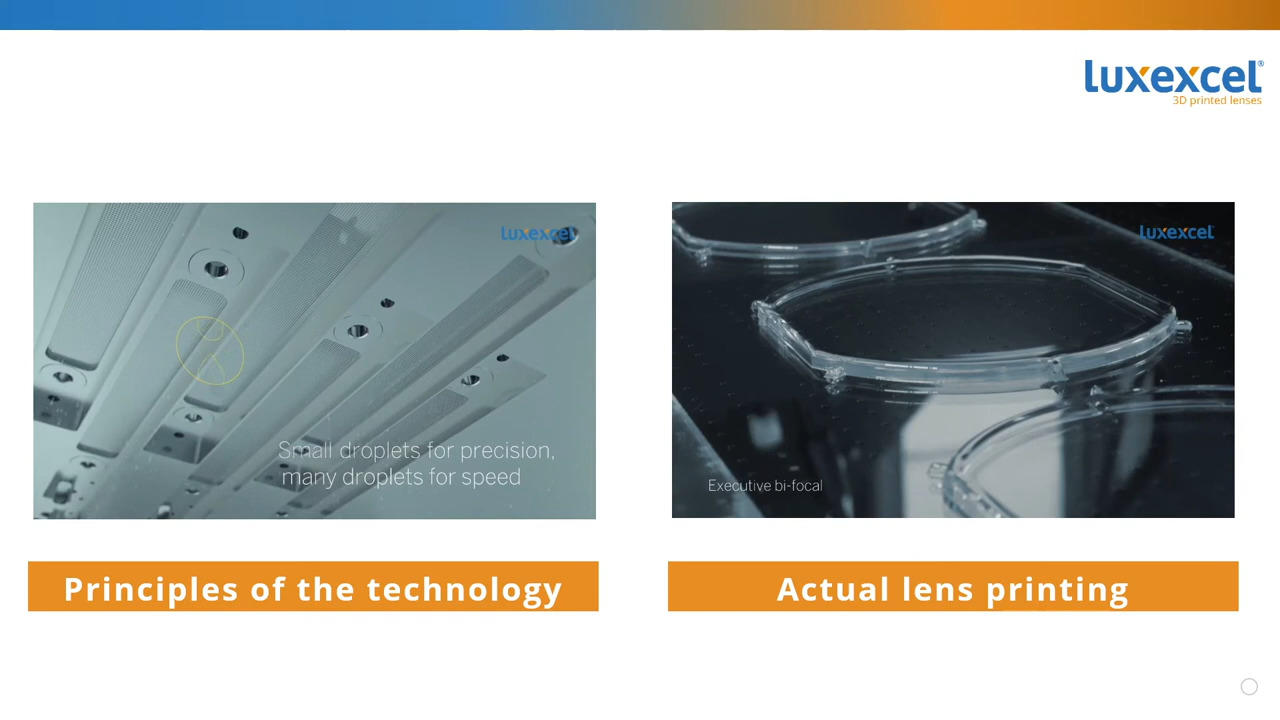 luxexcel®
3D printed lenses
luxexcel
Small droplets for precision,
many droplets for speed
luxexcel
Executive bi-focal
Principles of the technology
Actual lens printing